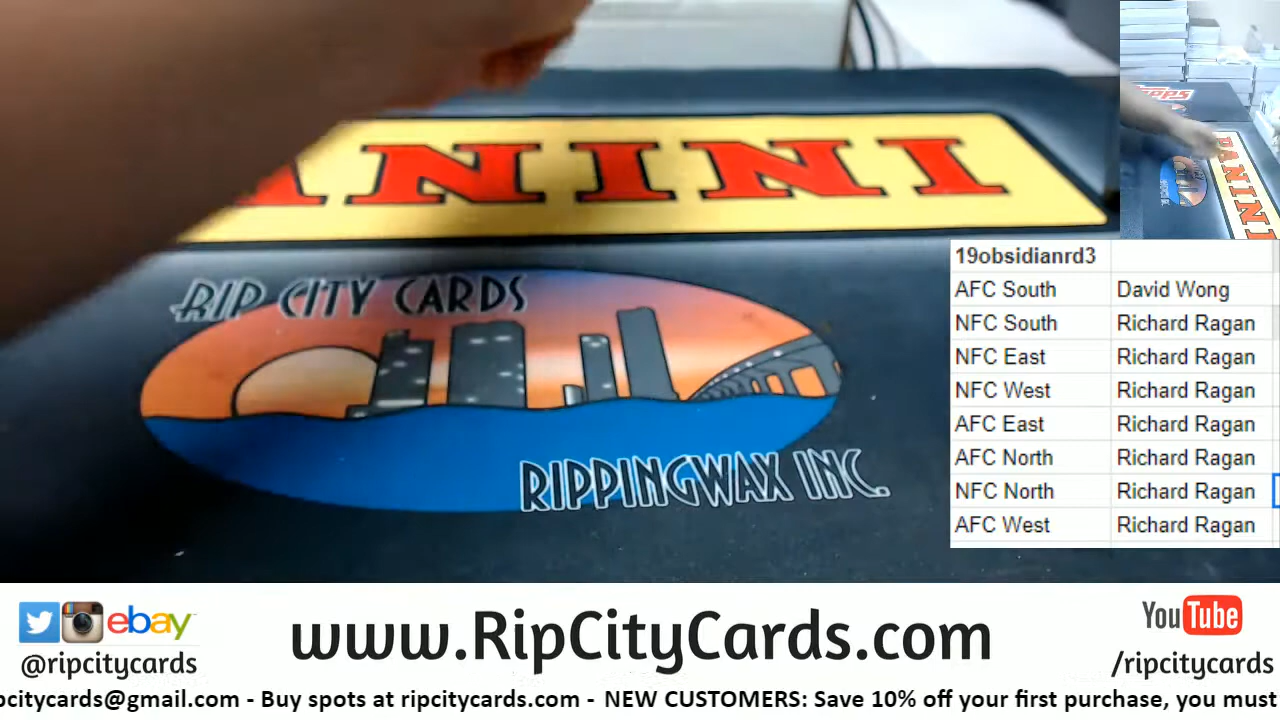 ANINI
RIP CITY CARDS
RIPPINGWAX INC.
PANINI
19obsidianrd3
AFC South David Wong
NFC South Richard Ragan
NFC East Richard Ragan
NFC West Richard Ragan
AFC East Richard Ragan
AFC North Richard Ragan
NFC North Richard Ragan
AFC West Richard Ragan
ebay
@ripcitycards
www.RipCityCards.com
YouTube
/ripcitycards
pcitycards@gmail.com - Buy spots at ripcitycards.com - NEW CUSTOMERS: Save 10% off your first purchase, you must